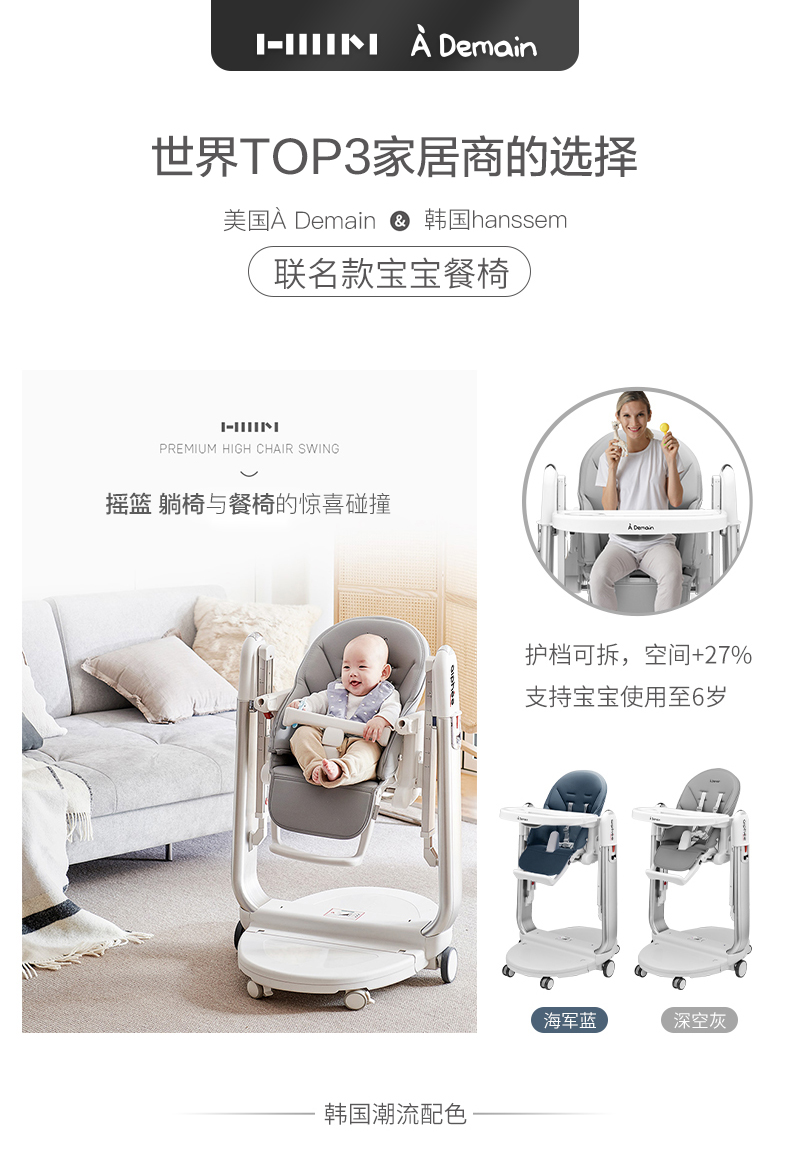 À Demain
世界TOP3家居商的选择
美国À Demain & 韩国hanssem
联名款宝宝餐椅
PREMIUM HIGH CHAIR SWING
摇篮 躺椅与餐椅的惊喜碰撞
À Demain
护档可拆，空间+27%
支持宝宝使用至6岁
海军蓝
深空灰
韩国潮流配色